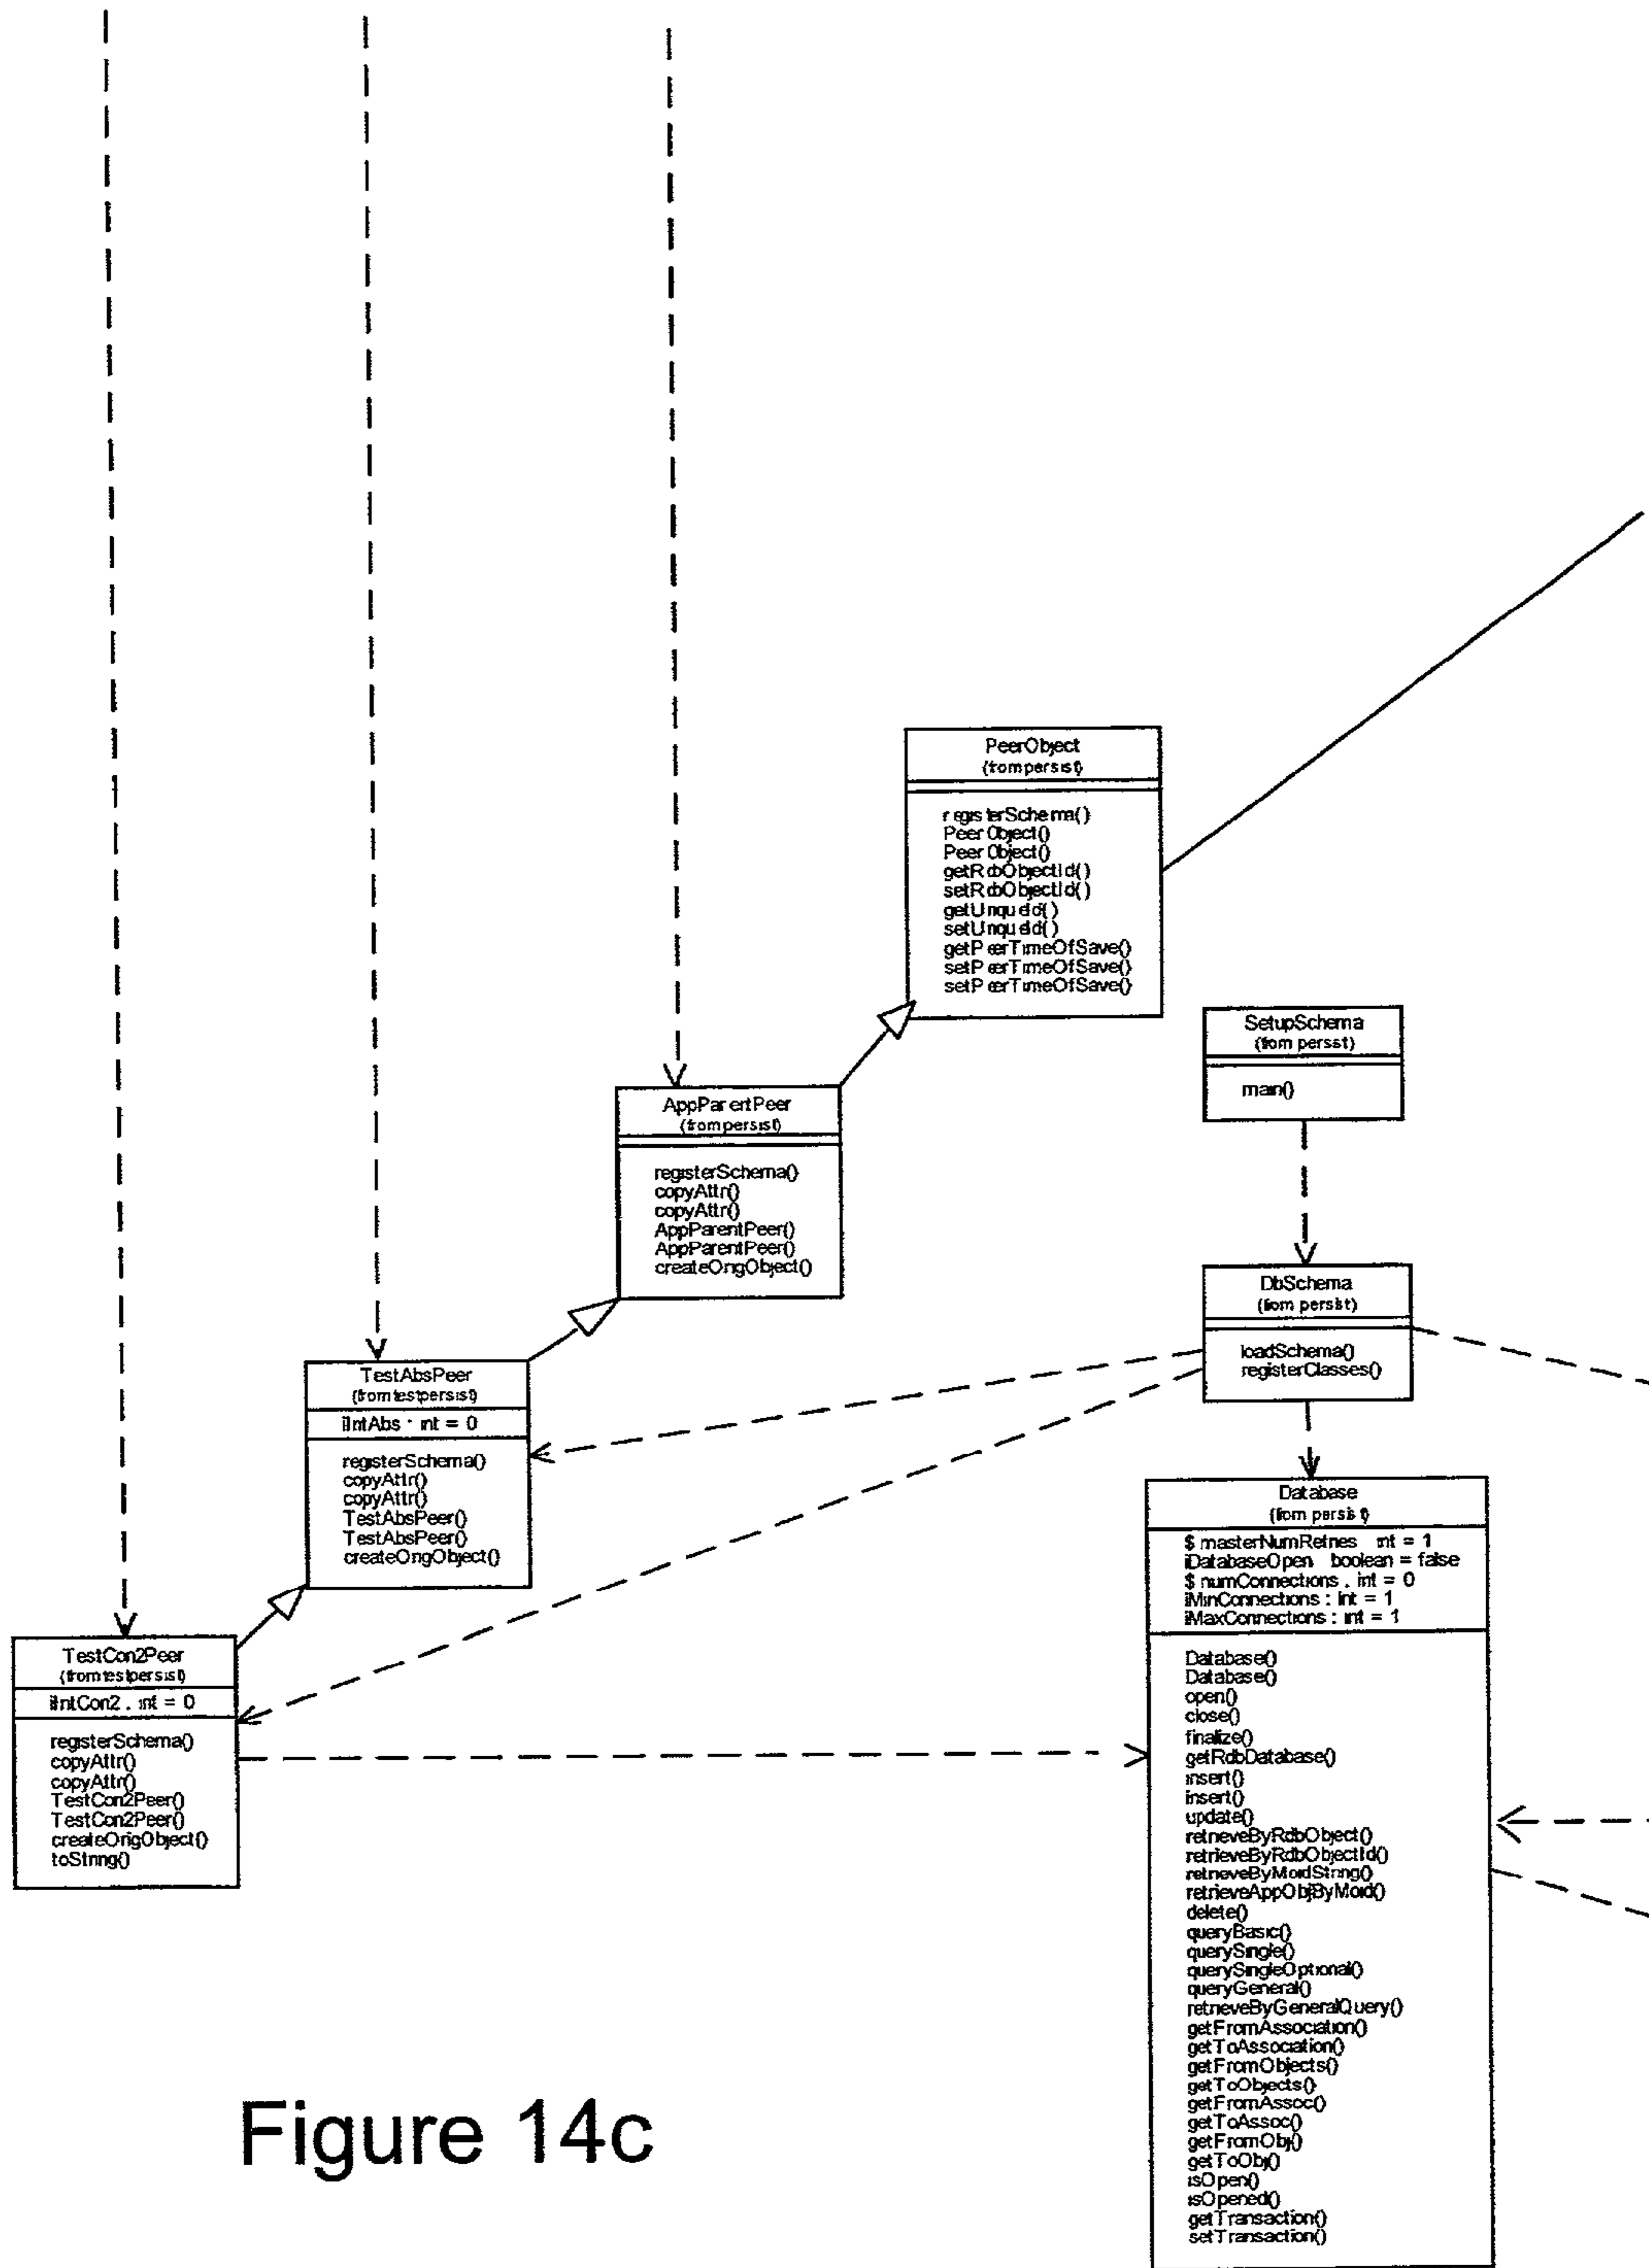 PeerObject
(from persist)
registerSchema()
PeerObject()
PeerObject()
getRdbObjectId()
setRdbObjectId()
getUniqueId()
setUniqueId()
getPeerTimeOfSave()
setPeerTimeOfSave()
setPeerTimeOfSave()
SetupSchema
(from persist)
main()
AppParentPeer
(from persist)
registerSchema()
copyAttr()
copyAttr()
AppParentPeer()
AppParentPeer()
createOrigObject()
DbSchema
(from persist)
loadSchema()
registerClasses()
TestAbsPeer
(from testpersist)
iIntAbs : int = 0
registerSchema()
copyAttr()
copyAttr()
TestAbsPeer()
TestAbsPeer()
createOrigObject()
Database
(from persist)
$ masterNumRetries int = 1
iDatabaseOpen boolean = false
$ numConnections . int = 0
iMinConnections : int = 1
iMaxConnections : int = 1
Database()
Database()
open()
close()
finalize()
getRdbDatabase()
insert()
insert()
update()
retrieveByRdbObject()
retrieveByRdbObjectId()
retrieveByMoidString()
retrieveAppObjByMoid()
delete()
queryBasic()
querySingle()
querySingleOptional()
queryGeneral()
retrieveByGeneralQuery()
getFromAssociation()
getToAssociation()
getFromObjects()
getToObjects()
getFromAssoc()
getToAssoc()
getFromObj()
getToObj()
isOpen()
isOpened()
getTransaction()
setTransaction()
TestCon2Peer
(from testpersist)
iIntCon2 . int = 0
registerSchema()
copyAttr()
copyAttr()
TestCon2Peer()
TestCon2Peer()
createOrigObject()
toString()
Figure 14c